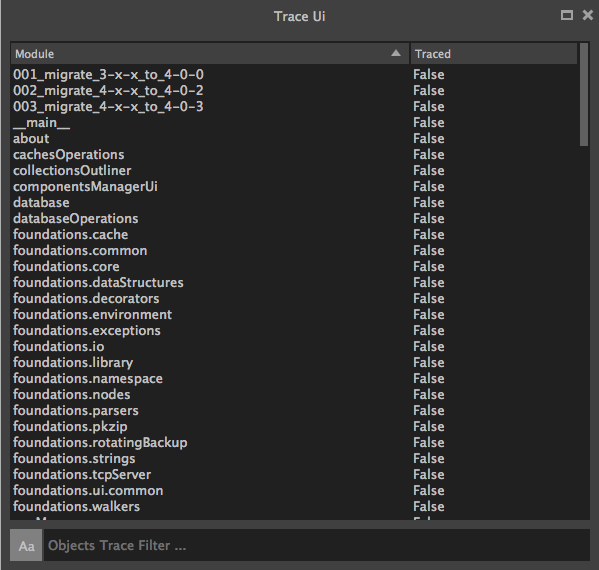 Trace Ui
Module Traced
001_migrate_3-x-x_to_4-0-0 False
002_migrate_4-x-x_to_4-0-2 False
003_migrate_4-x-x_to_4-0-3 False
__main__ False
about False
cachesOperations False
collectionsOutliner False
componentsManagerUi False
database False
databaseOperations False
foundations.cache False
foundations.common False
foundations.core False
foundations.dataStructures False
foundations.decorators False
foundations.environment False
foundations.exceptions False
foundations.io False
foundations.library False
foundations.namespace False
foundations.nodes False
foundations.parsers False
foundations.pkzip False
foundations.rotatingBackup False
foundations.strings False
foundations.tcpServer False
foundations.ui.common False
foundations.walkers False
Aa Objects Trace Filter ...